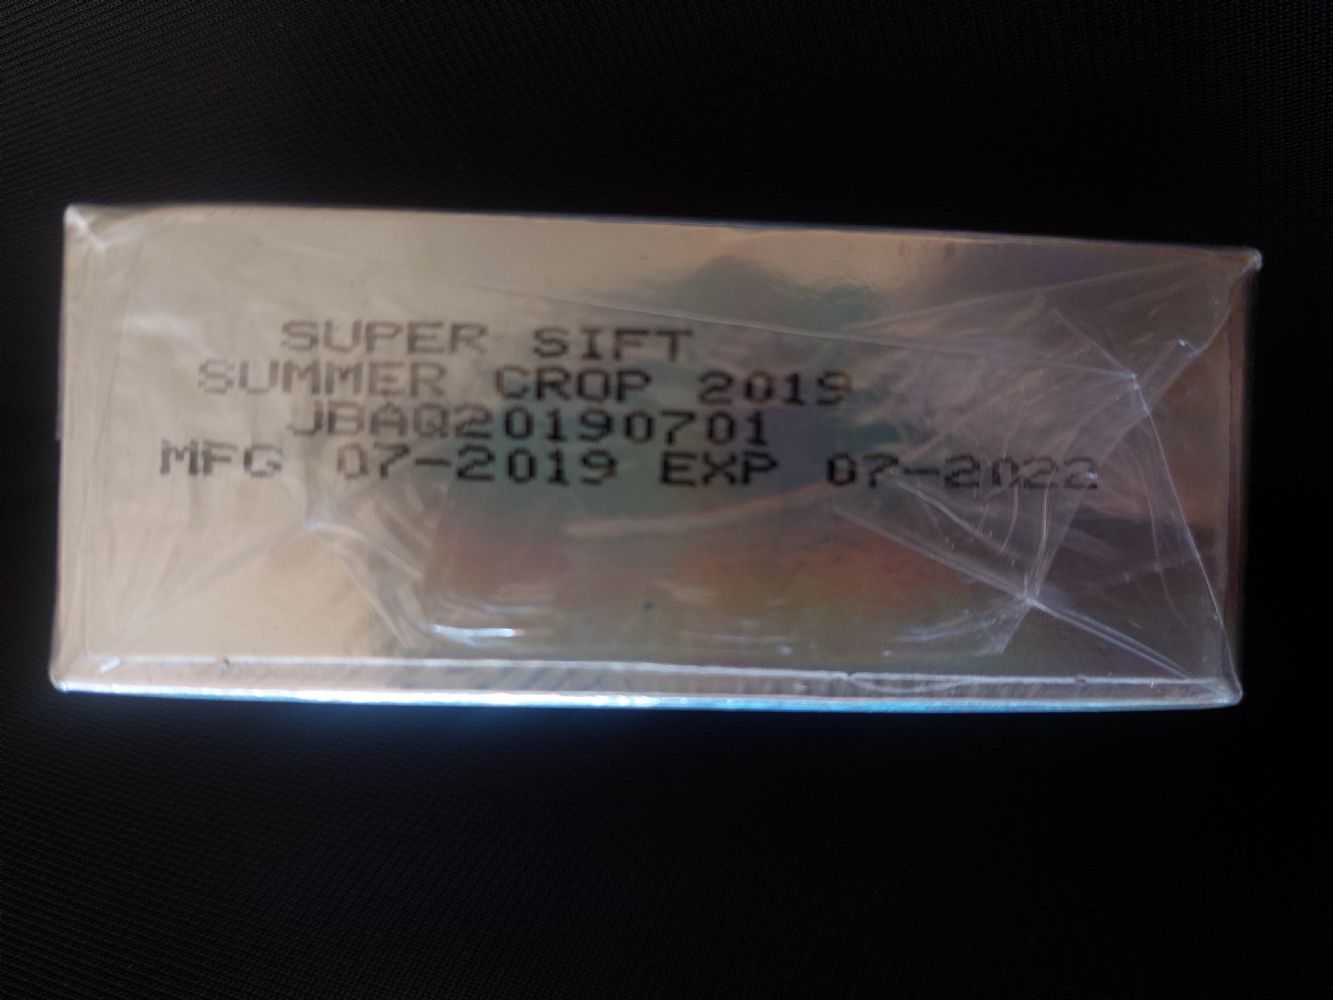 SUPER SIFT
SUMMER CROP 2019
JBAQ20190701
MFG 07-2019 EXP 07-2022